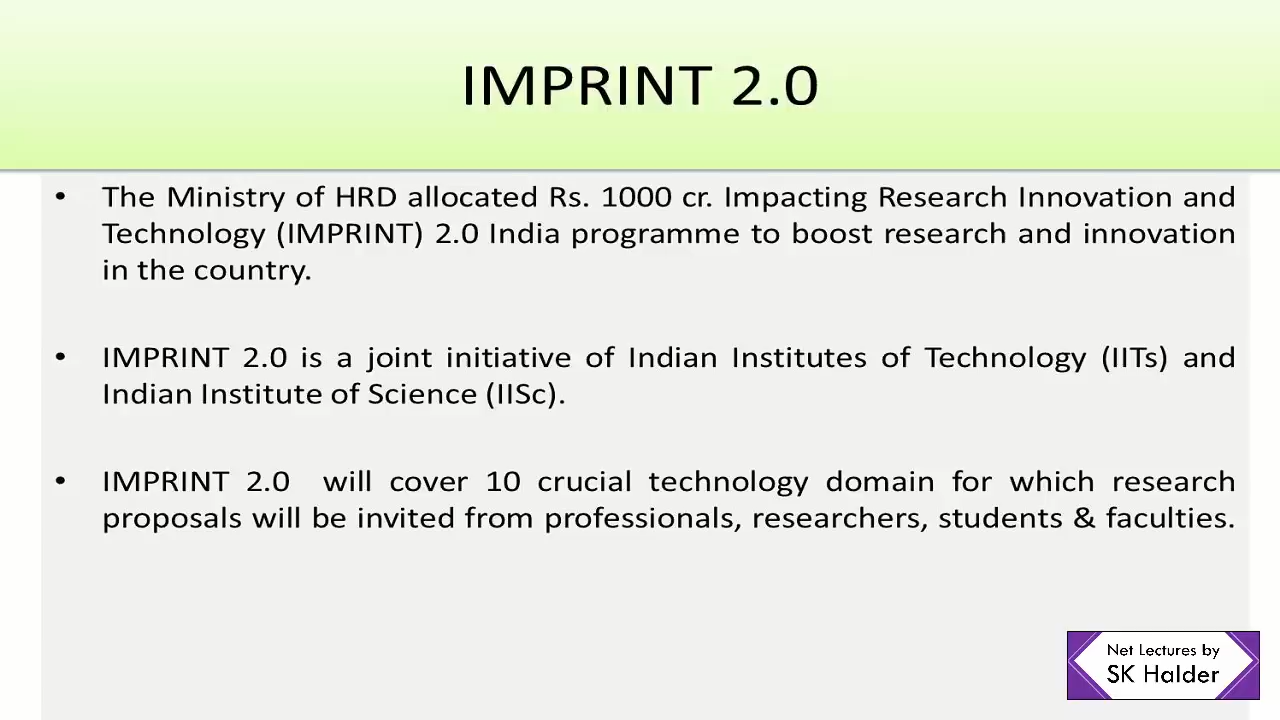 IMPRINT 2.0
• The Ministry of HRD allocated Rs. 1000 cr. Impacting Research Innovation and
Technology (IMPRINT) 2.0 India programme to boost research and innovation
in the country.
• IMPRINT 2.0 is a joint initiative of Indian Institutes of Technology (IITs) and
Indian Institute of Science (IISc).
• IMPRINT 2.0 will cover 10 crucial technology domain for which research
proposals will be invited from professionals, researchers, students & faculties.
Net Lectures by
SK Halder